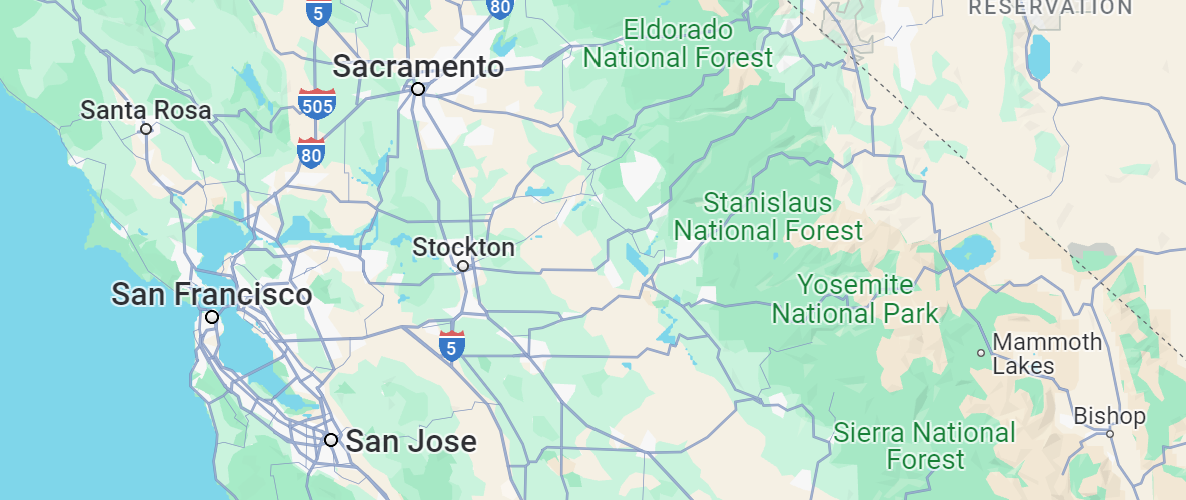 RESERVATION
5
80
Eldorado
National Forest
Sacramento
505
Santa Rosa
80
Stanislaus
National Forest
Stockton
San Francisco
Yosemite
National Park
5
Mammoth
Lakes
Bishop
San Jose
Sierra National
Forest